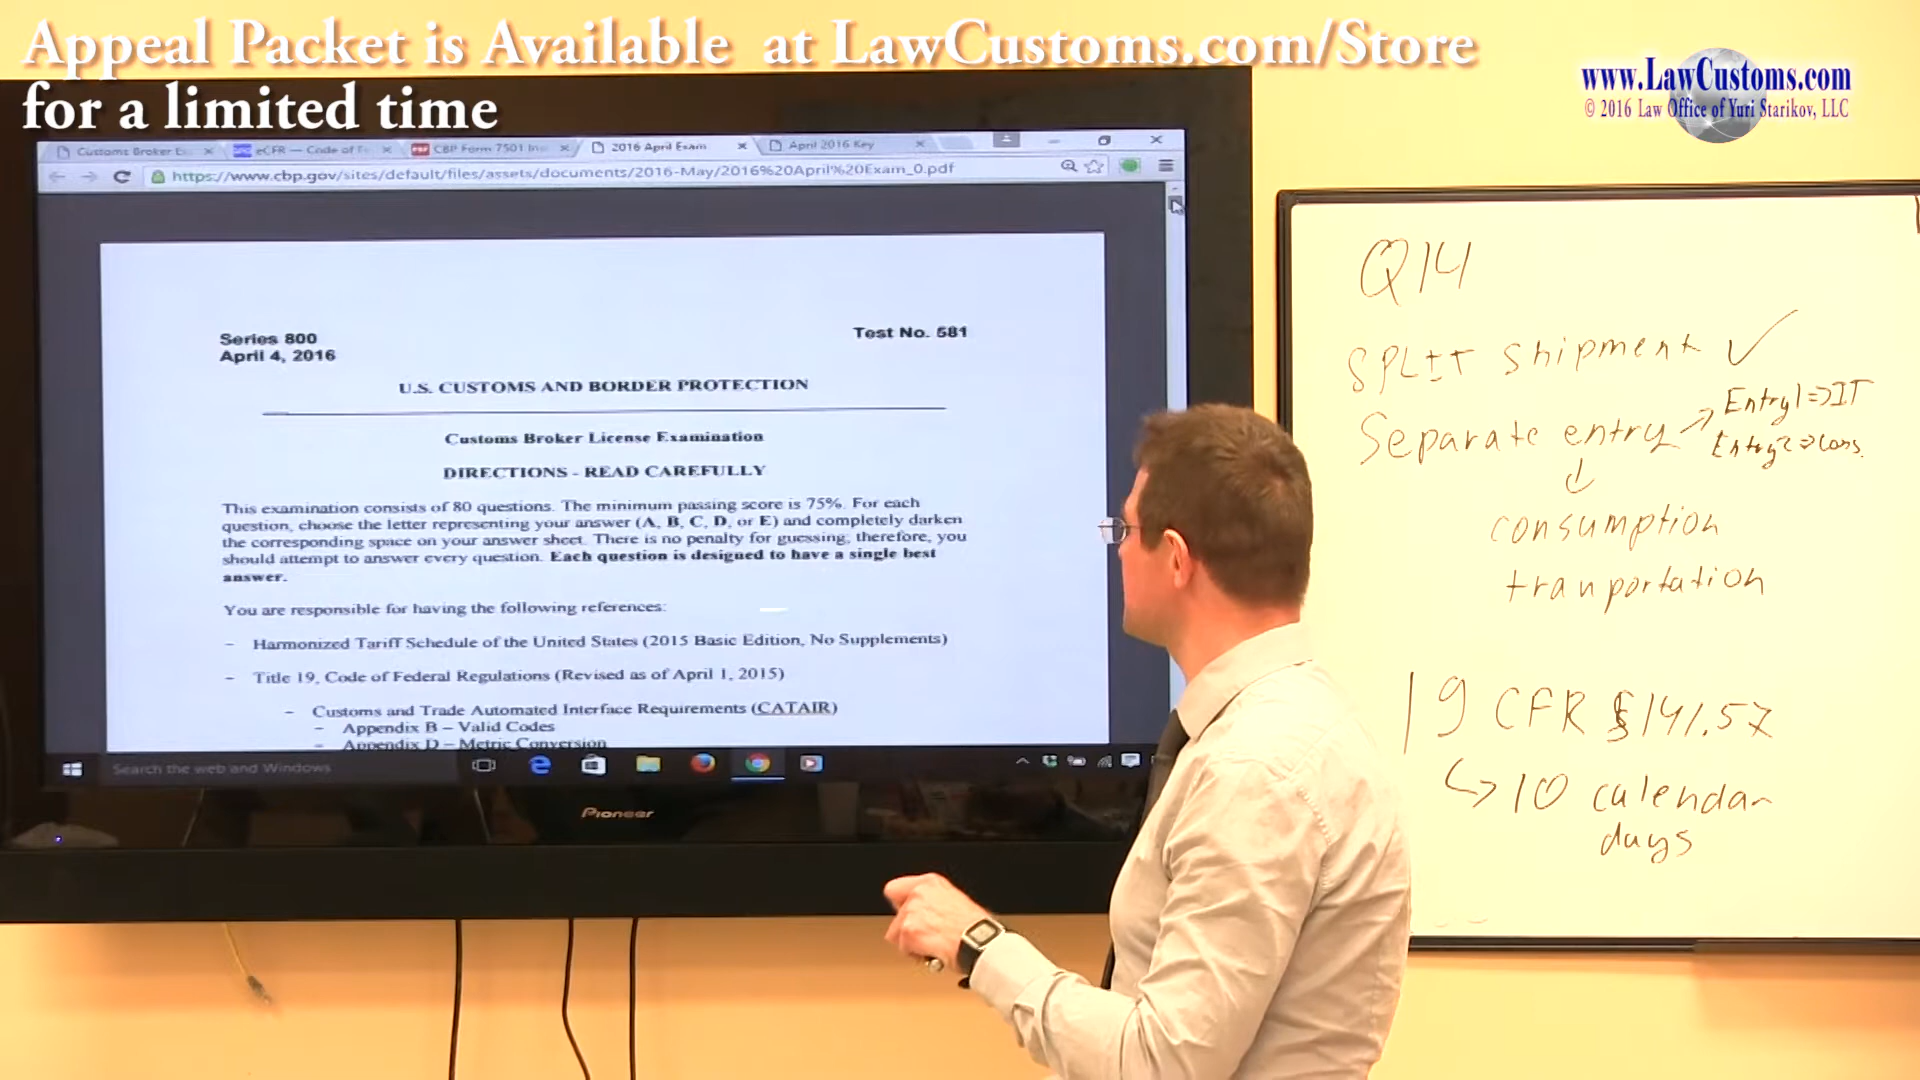 Appeal Packet is Available at LawCustoms.com/Store
for a limited time
www.LawCustoms.com
© 2016 Law Office of Yuri Starikov, LLC
Customs Broker E
eCFR — Code of F
CBP Form 7501 In
2016 April Exam
April 2016 Key
https://www.cbp.gov/sites/default/files/assets/documents/2016-May/2016%20April%20Exam_0.pdf
Series 800
Test No. 581
April 4, 2016
U.S. CUSTOMS AND BORDER PROTECTION
Customs Broker License Examination
DIRECTIONS - READ CAREFULLY
This examination consists of 80 questions. The minimum passing score is 75%. For each
question, choose the letter representing your answer (A, B, C, D, or E) and completely darken
the corresponding space on your answer sheet. There is no penalty for guessing; therefore, you
should attempt to answer every question. Each question is designed to have a single best
answer.
You are responsible for having the following references:
- Harmonized Tariff Schedule of the United States (2015 Basic Edition, No Supplements)
- Title 19, Code of Federal Regulations (Revised as of April 1, 2015)
- Customs and Trade Automated Interface Requirements (CATAIR)
- Appendix B – Valid Codes
- Appendix D – Metric Conversion
Search the web and Windows
Pioneer
Q14
SPLIT shipment ✓
Separate entry
Entry1 => IT
Entry2 => cons.
consumption
tranportation
19 CFR § 141.57
10 calendar
days